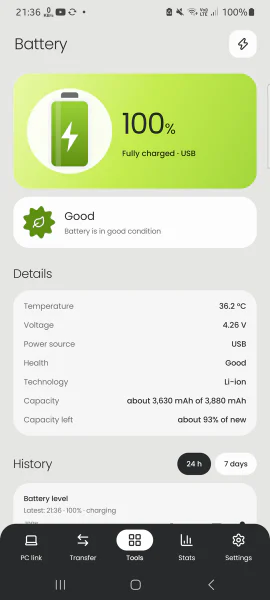 21:36 0 KB/s 100%
Battery
100%
Fully charged · USB
Good
Battery is in good condition
Details
Temperature 36.2 °C
Voltage 4.26 V
Power source USB
Health Good
Technology Li-ion
Capacity about 3,630 mAh of 3,880 mAh
Capacity left about 93% of new
History 24 h 7 days
Battery level
Latest: 21:36 · 100% · charging
PC link Transfer Tools Stats Settings